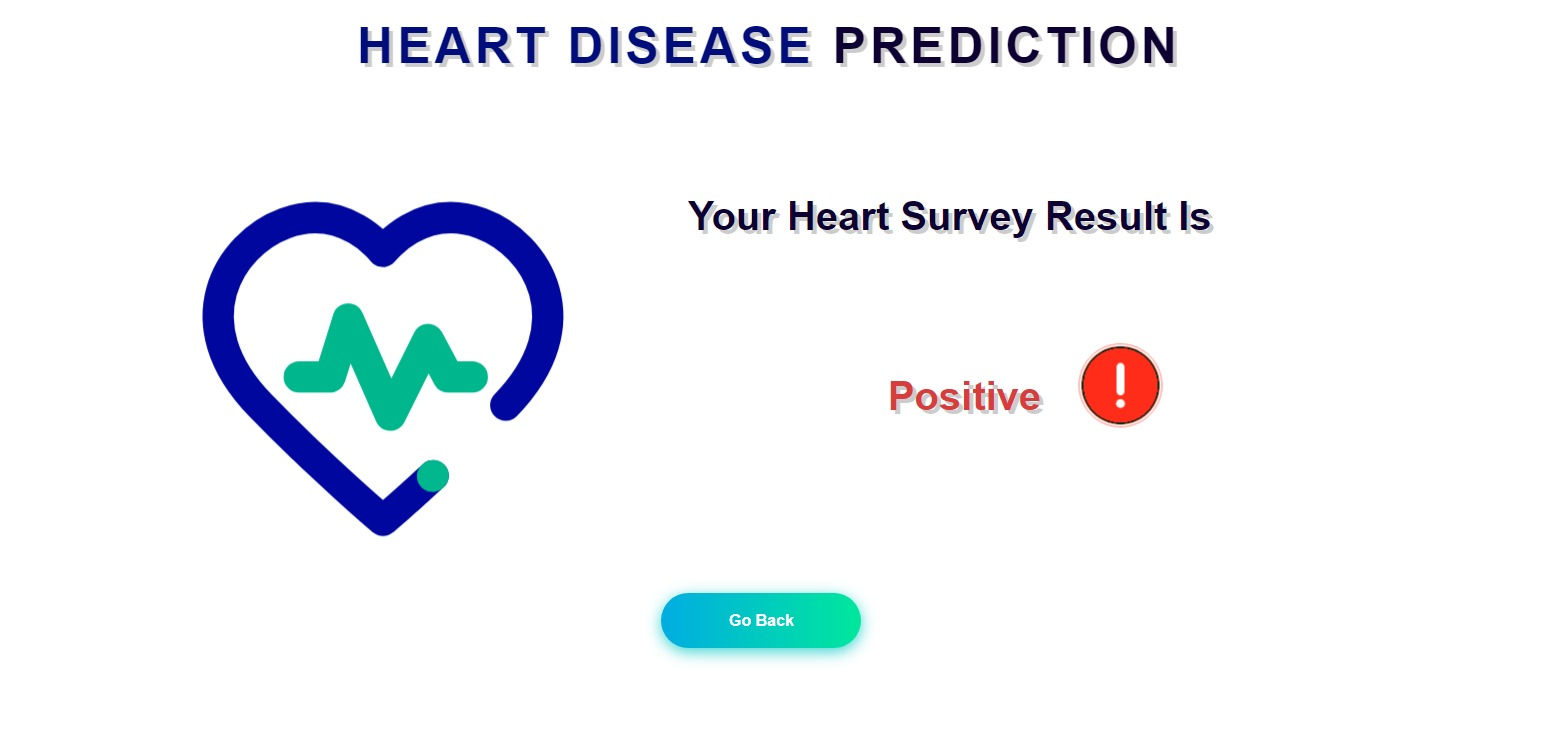 HEART DISEASE PREDICTION
Your Heart Survey Result Is
Positive
Go Back